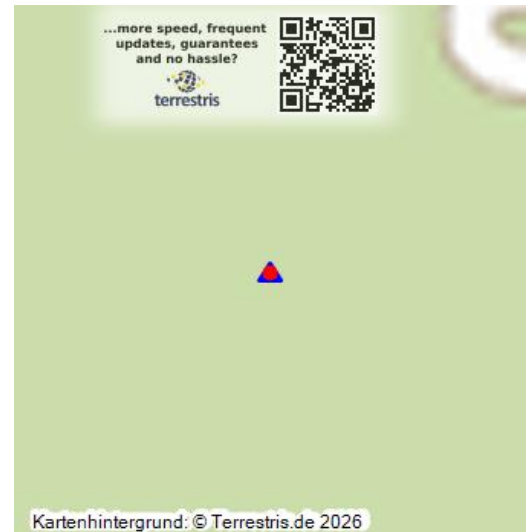 ...more speed, frequent
updates, guarantees
and no hassle?
terrestris
Kartenhintergrund: © Terrestris.de 2026